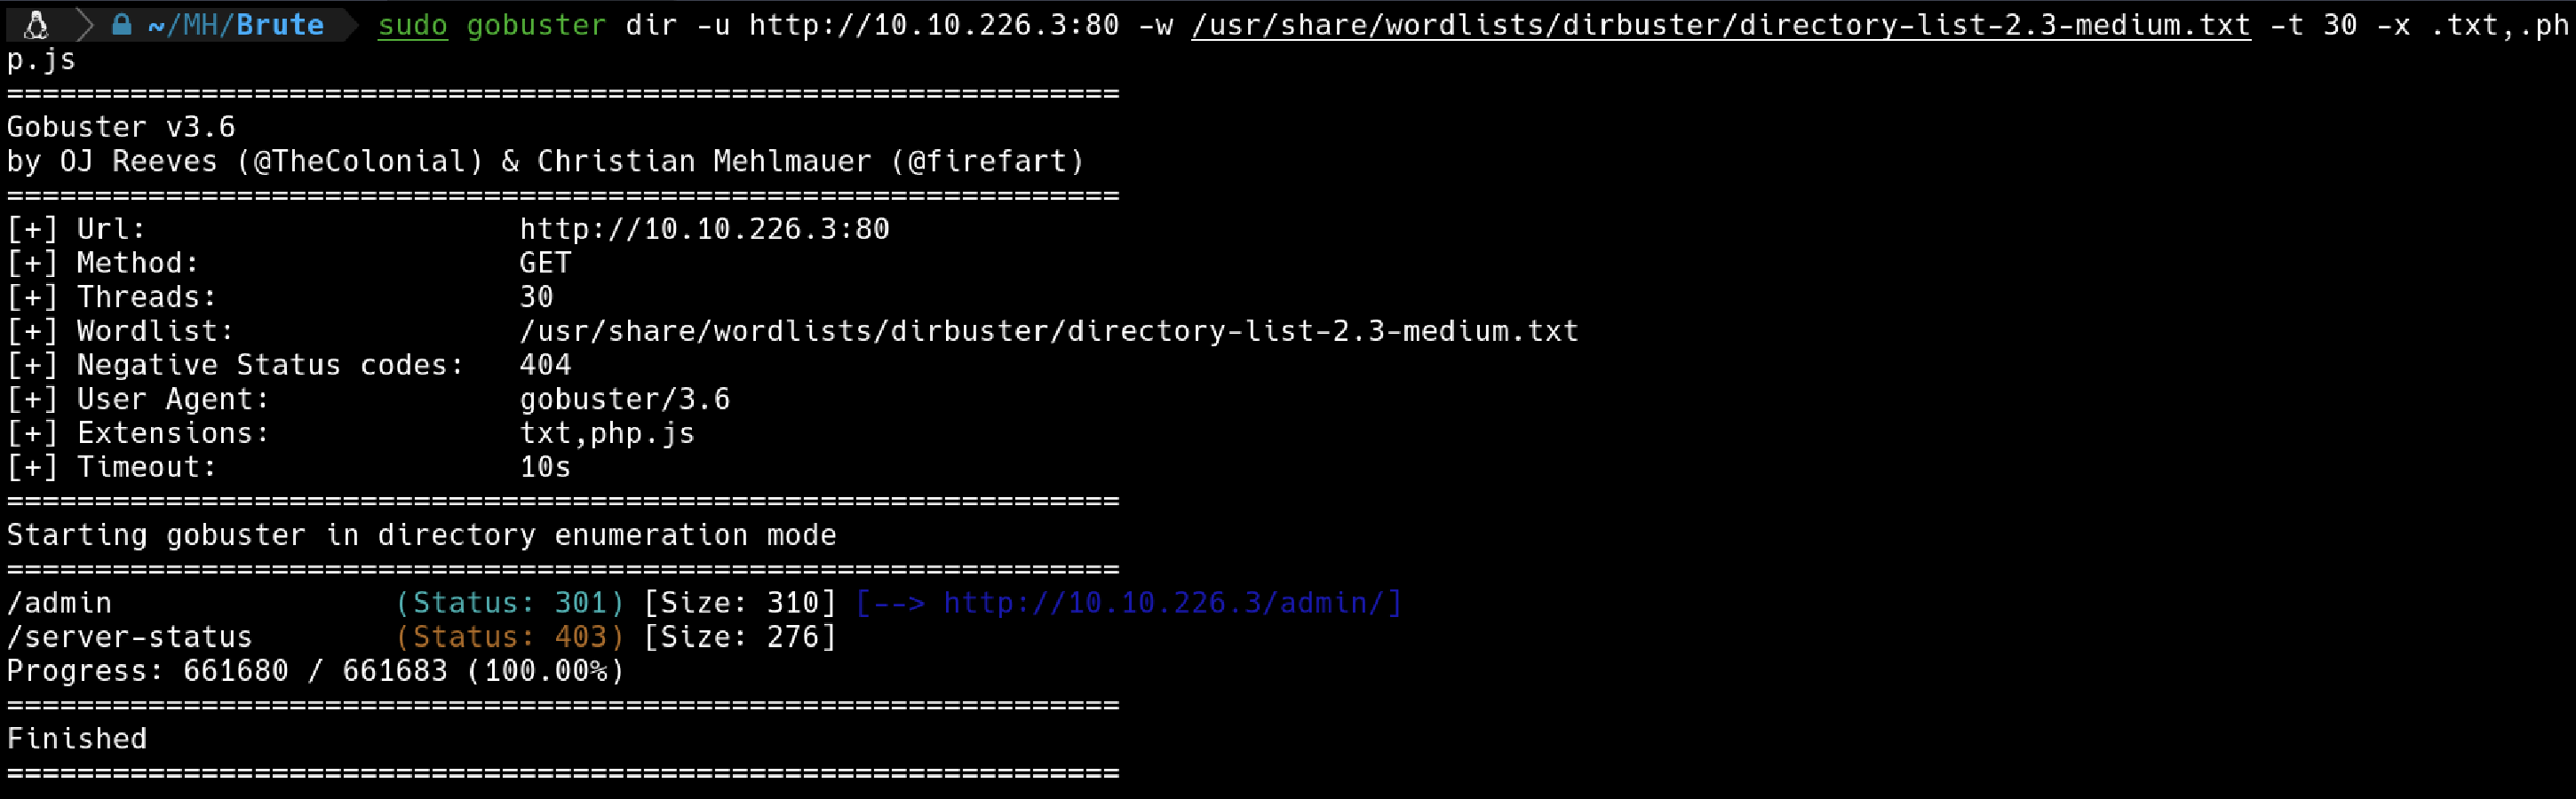 ~/MH/Brute sudo gobuster dir -u http://10.10.226.3:80 -w /usr/share/wordlists/dirbuster/directory-list-2.3-medium.txt -t 30 -x .txt,.ph
p.js
===============================================================
Gobuster v3.6
by OJ Reeves (@TheColonial) & Christian Mehlmauer (@firefart)
===============================================================
[+] Url:                     http://10.10.226.3:80
[+] Method:                  GET
[+] Threads:                 30
[+] Wordlist:                /usr/share/wordlists/dirbuster/directory-list-2.3-medium.txt
[+] Negative Status codes:   404
[+] User Agent:              gobuster/3.6
[+] Extensions:              txt,php.js
[+] Timeout:                 10s
===============================================================
Starting gobuster in directory enumeration mode
===============================================================
/admin                (Status: 301) [Size: 310] [--> http://10.10.226.3/admin/]
/server-status        (Status: 403) [Size: 276]
Progress: 661680 / 661683 (100.00%)
===============================================================
Finished
===============================================================